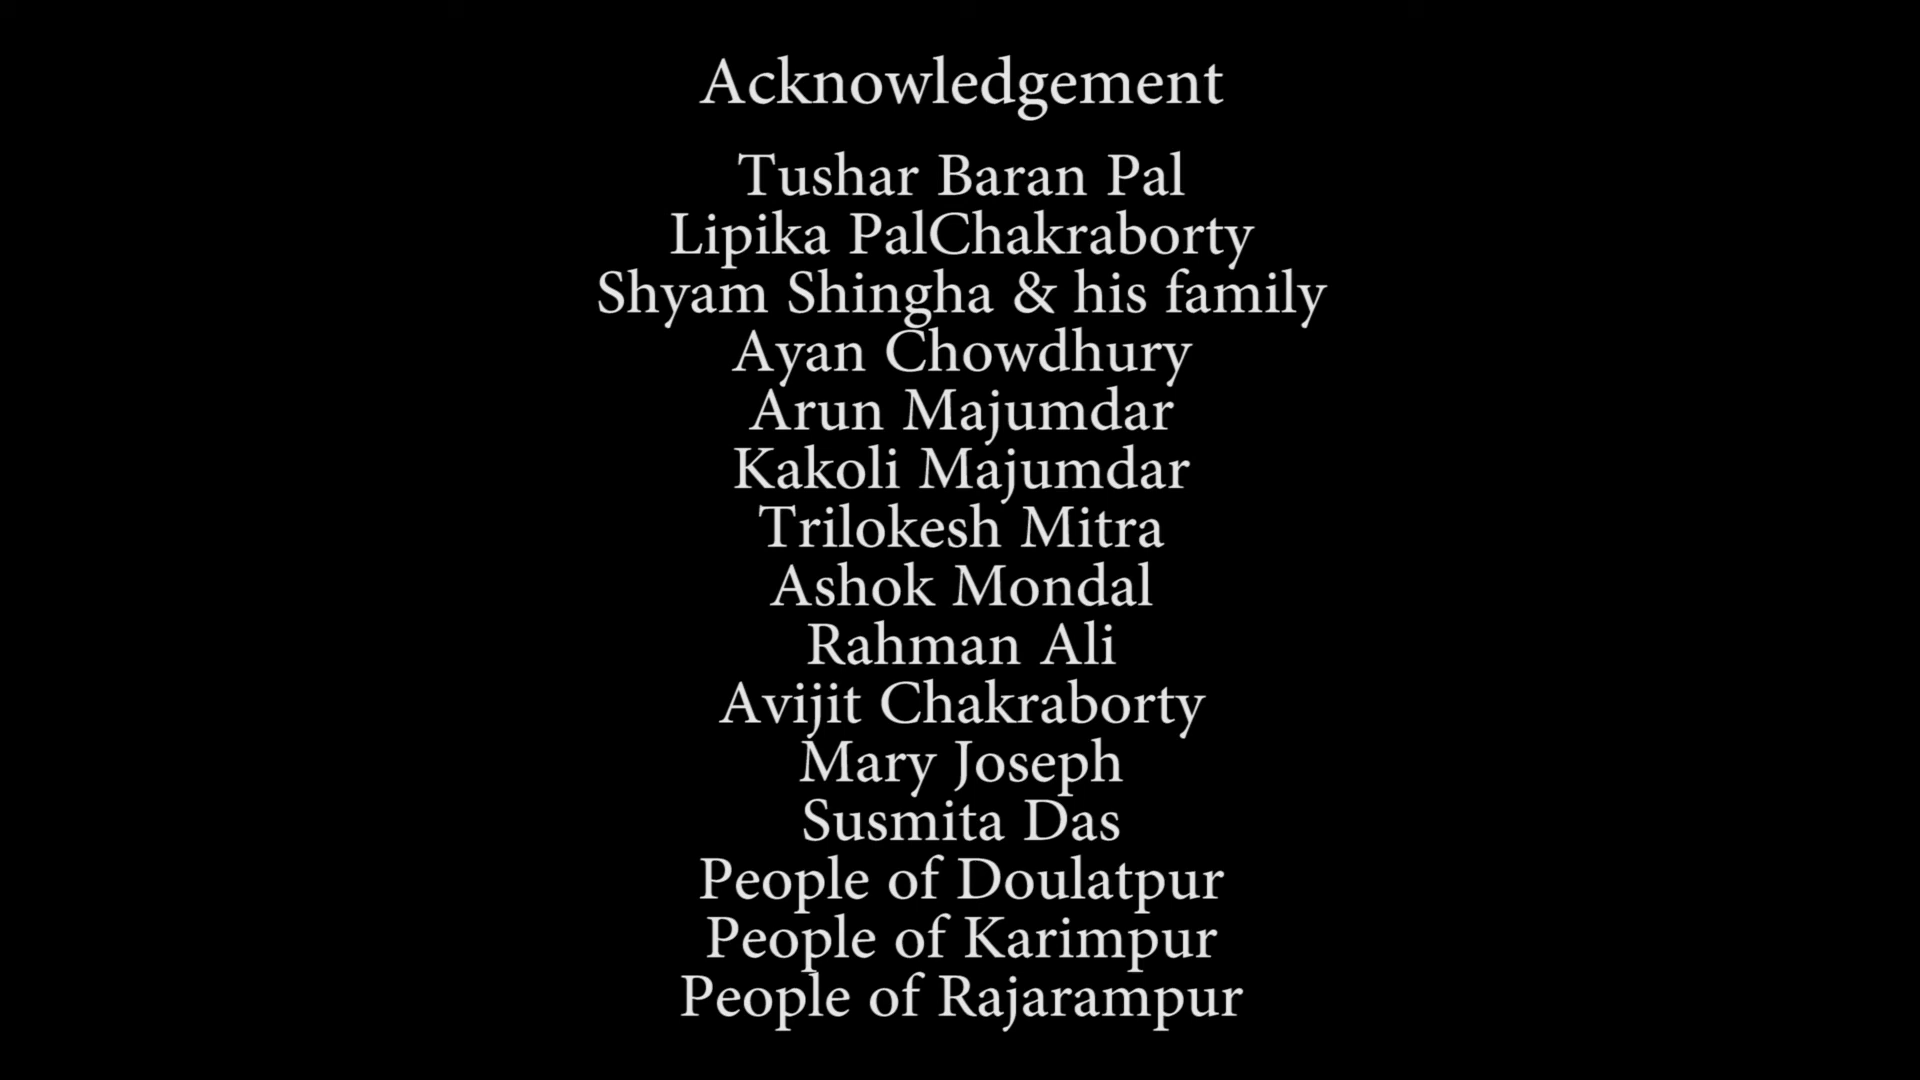 Acknowledgement
Tushar Baran Pal
Lipika PalChakraborty
Shyam Shingha & his family
Ayan Chowdhury
Arun Majumdar
Kakoli Majumdar
Trilokesh Mitra
Ashok Mondal
Rahman Ali
Avijit Chakraborty
Mary Joseph
Susmita Das
People of Doulatpur
People of Karimpur
People of Rajarampur